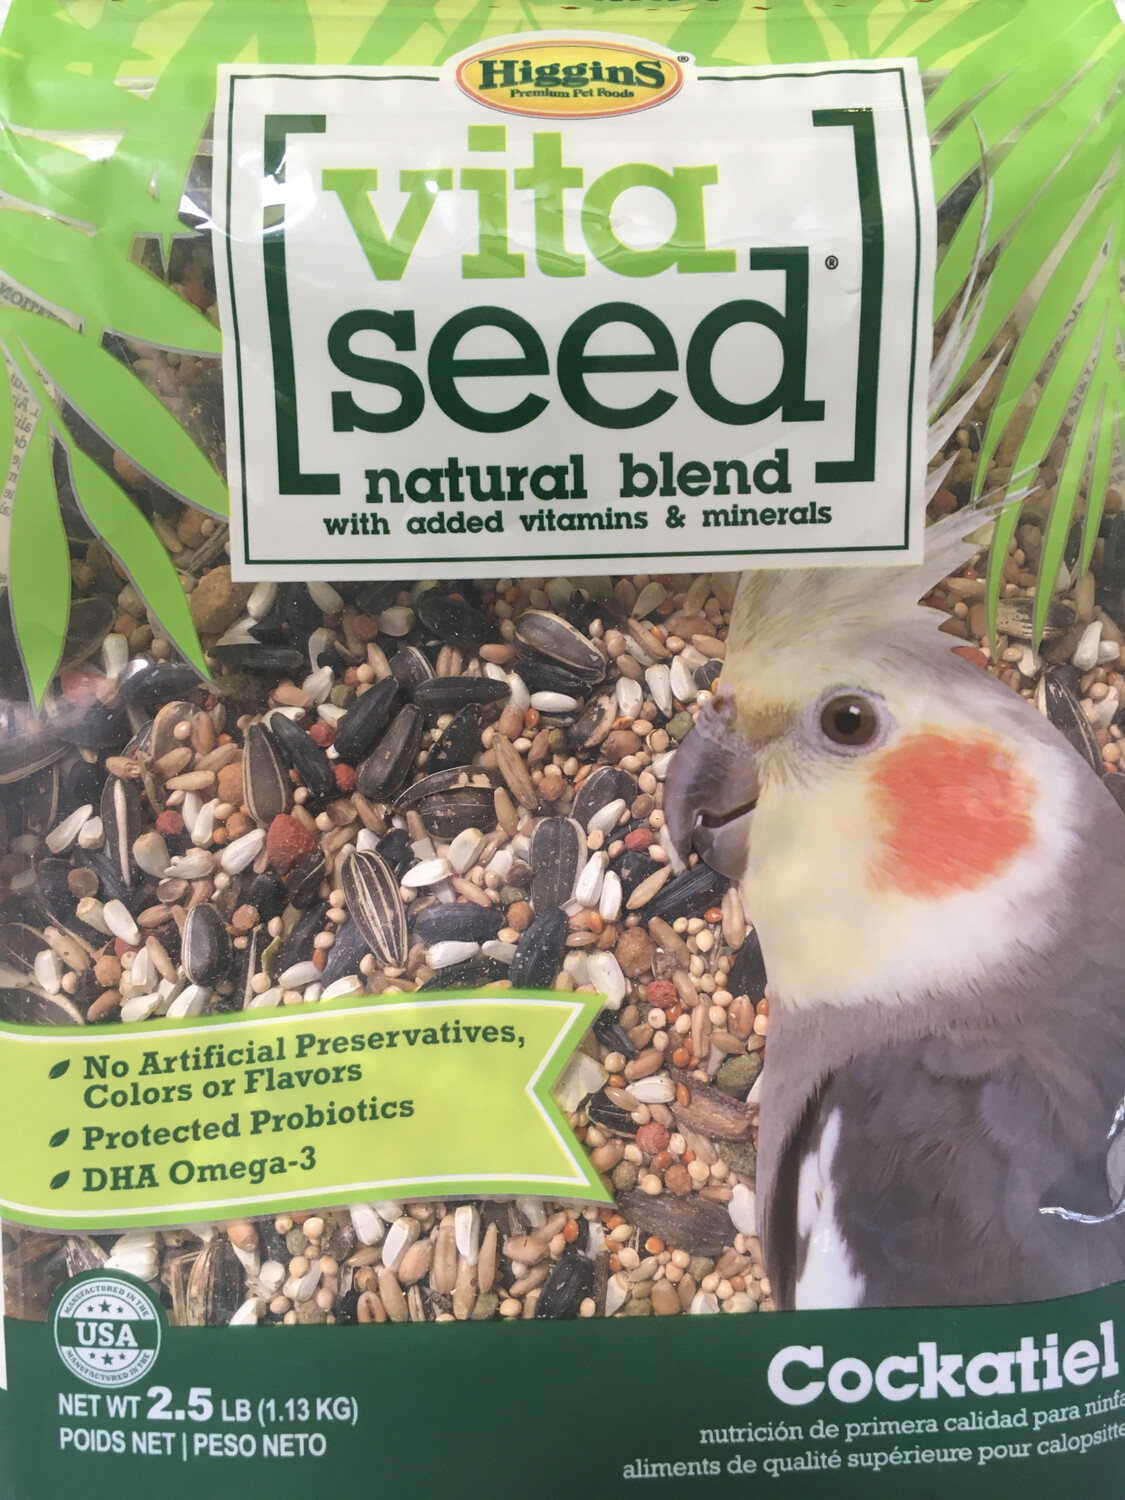 HigginS®
Premium Pet Foods
vita
seed®
natural blend
with added vitamins & minerals
No Artificial Preservatives,
Colors or Flavors
Protected Probiotics
DHA Omega-3
MANUFACTURED IN THE
USA
MANUFACTURED IN THE
NET WT 2.5 LB (1.13 KG)
POIDS NET | PESO NETO
Cockatiel
nutrición de primera calidad para ninfa
aliments de qualité supérieure pour calopsitte